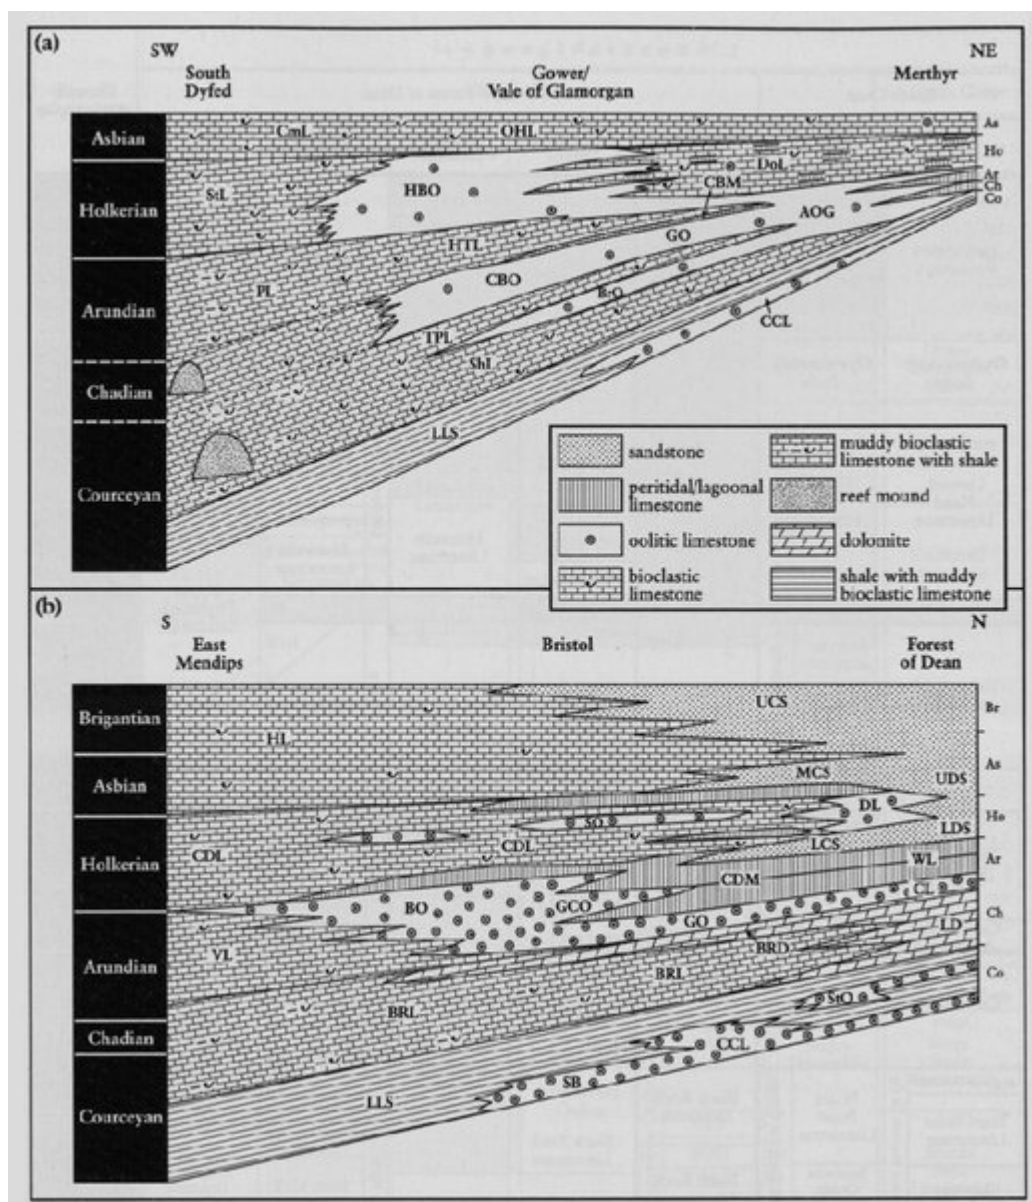 (a)
SW
NE
South
Dyfed
Gower/
Vale of Glamorgan
Merthyr
Asbian
Holkerian
Arundian
Chadian
Courceyan
CmL
OHL
As
Ho
Ar
Ch
Co
StL
HBO
DoL
CBM
AOG
HTL
GO
PL
CBO
TPL
ShL
CCL
LLS
sandstone
peritidal/lagoonal
limestone
oolitic limestone
bioclastic
limestone
muddy bioclastic
limestone with shale
reef mound
dolomite
shale with muddy
bioclastic limestone
(b)
S
N
East
Mendips
Bristol
Forest
of Dean
Brigantian
Asbian
Holkerian
Arundian
Chadian
Courceyan
UCS
Br
HL
As
MCS
UDS
DL
Ho
SO
LDS
CDL
CDL
LCS
WL
Ar
CDM
CL
BO
GCO
GO
Ch
LD
VL
BRD
BRL
BRL
Co
StO
CCL
SB
LLS